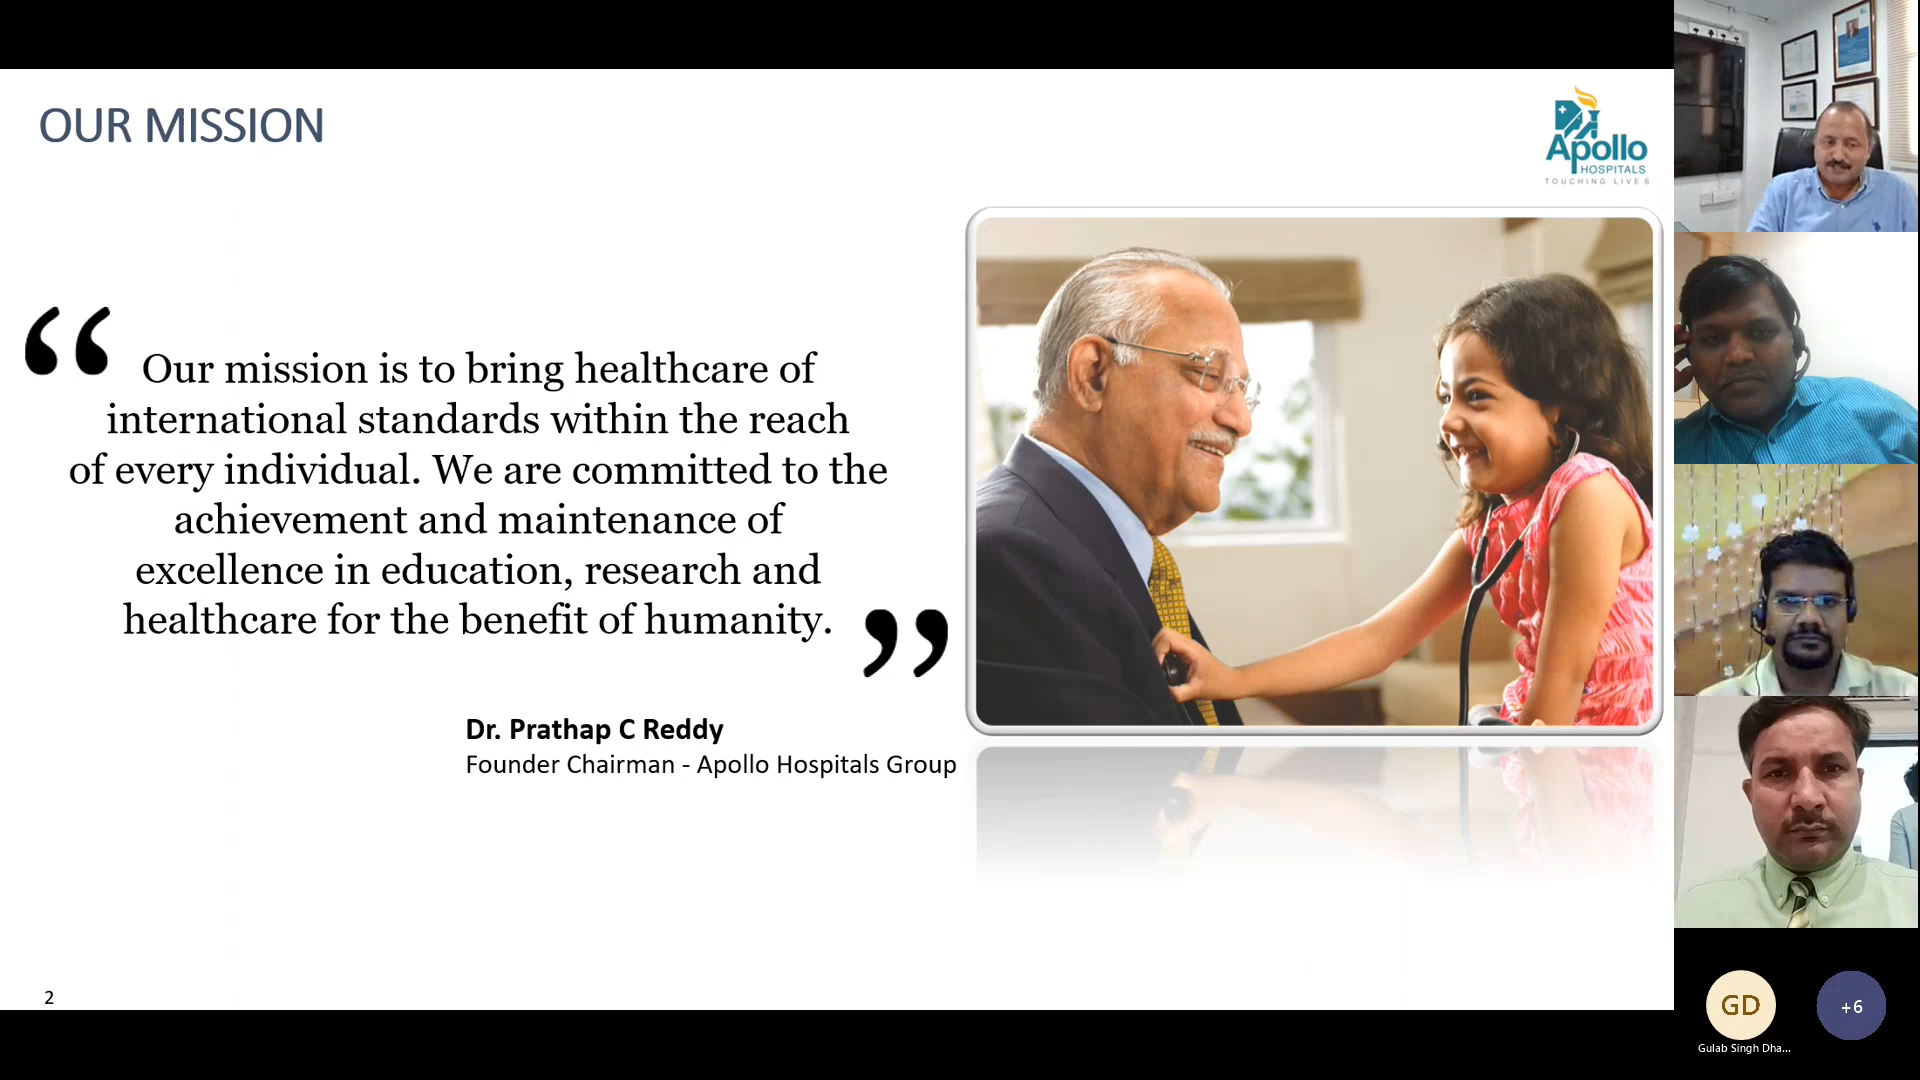 OUR MISSION
Apollo
HOSPITALS
TOUCHING LIVES
“
Our mission is to bring healthcare of
international standards within the reach
of every individual. We are committed to the
achievement and maintenance of
excellence in education, research and
healthcare for the benefit of humanity.
”
Dr. Prathap C Reddy
Founder Chairman - Apollo Hospitals Group
2
GD
+6
Gulab Singh Dha...